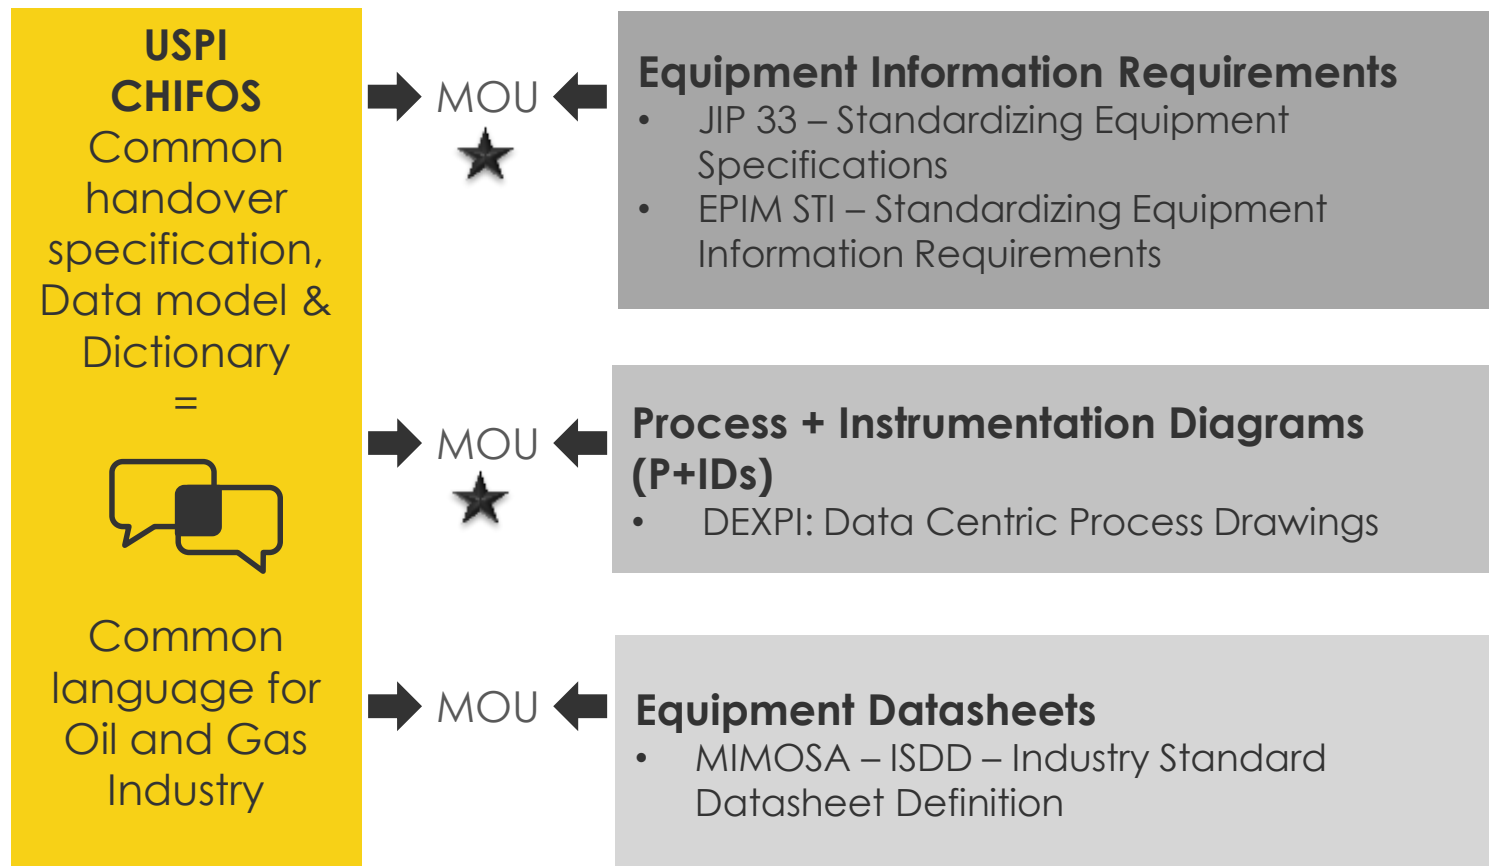 USPI
CHIFOS
Common
handover
specification,
Data model &
Dictionary
=
Common
language for
Oil and Gas
Industry
MOU
Equipment Information Requirements
• JIP 33 – Standardizing Equipment
Specifications
• EPIM STI – Standardizing Equipment
Information Requirements
MOU
Process + Instrumentation Diagrams
(P+IDs)
• DEXPI: Data Centric Process Drawings
MOU
Equipment Datasheets
• MIMOSA – ISDD – Industry Standard
Datasheet Definition